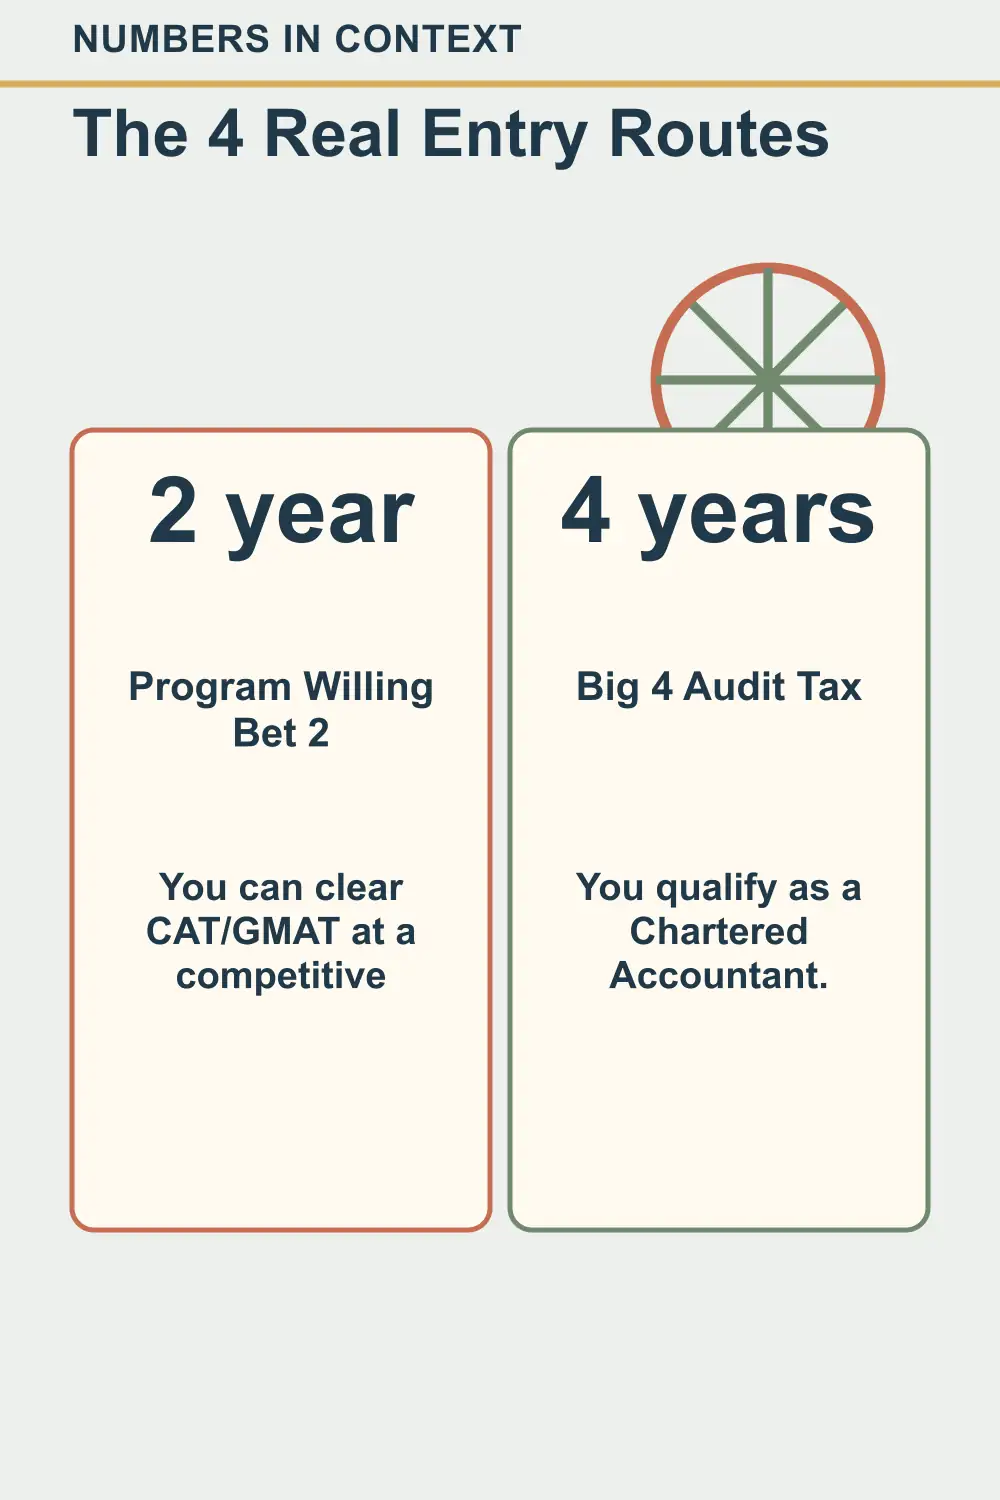 NUMBERS IN CONTEXT
The 4 Real Entry Routes
2 year
Program Willing
Bet 2
You can clear
CAT/GMAT at a
competitive
4 years
Big 4 Audit Tax
You qualify as a
Chartered
Accountant.